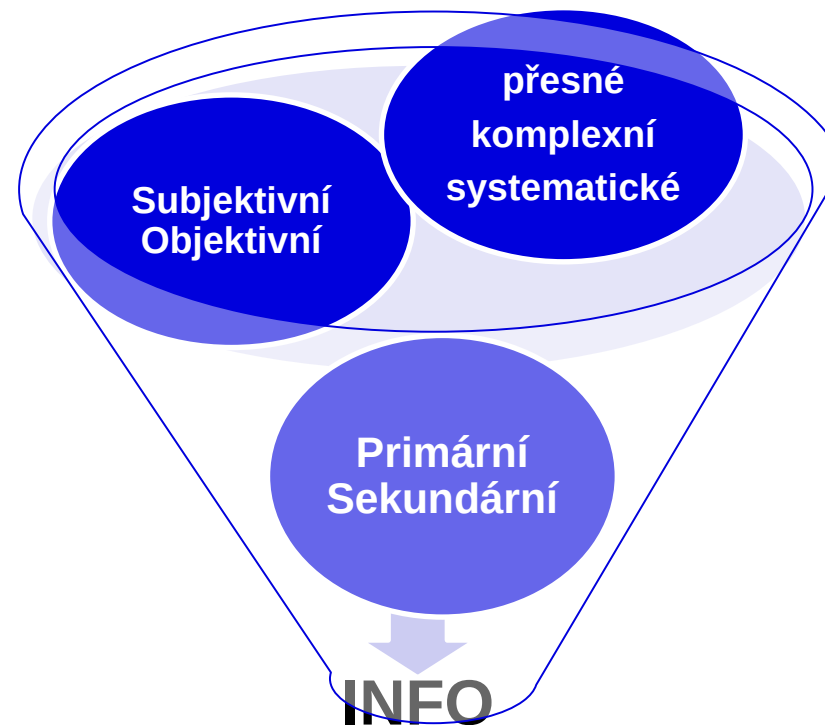 přesné
komplexní
systematické
Subjektivní
Objektivní
Primární
Sekundární
INFO